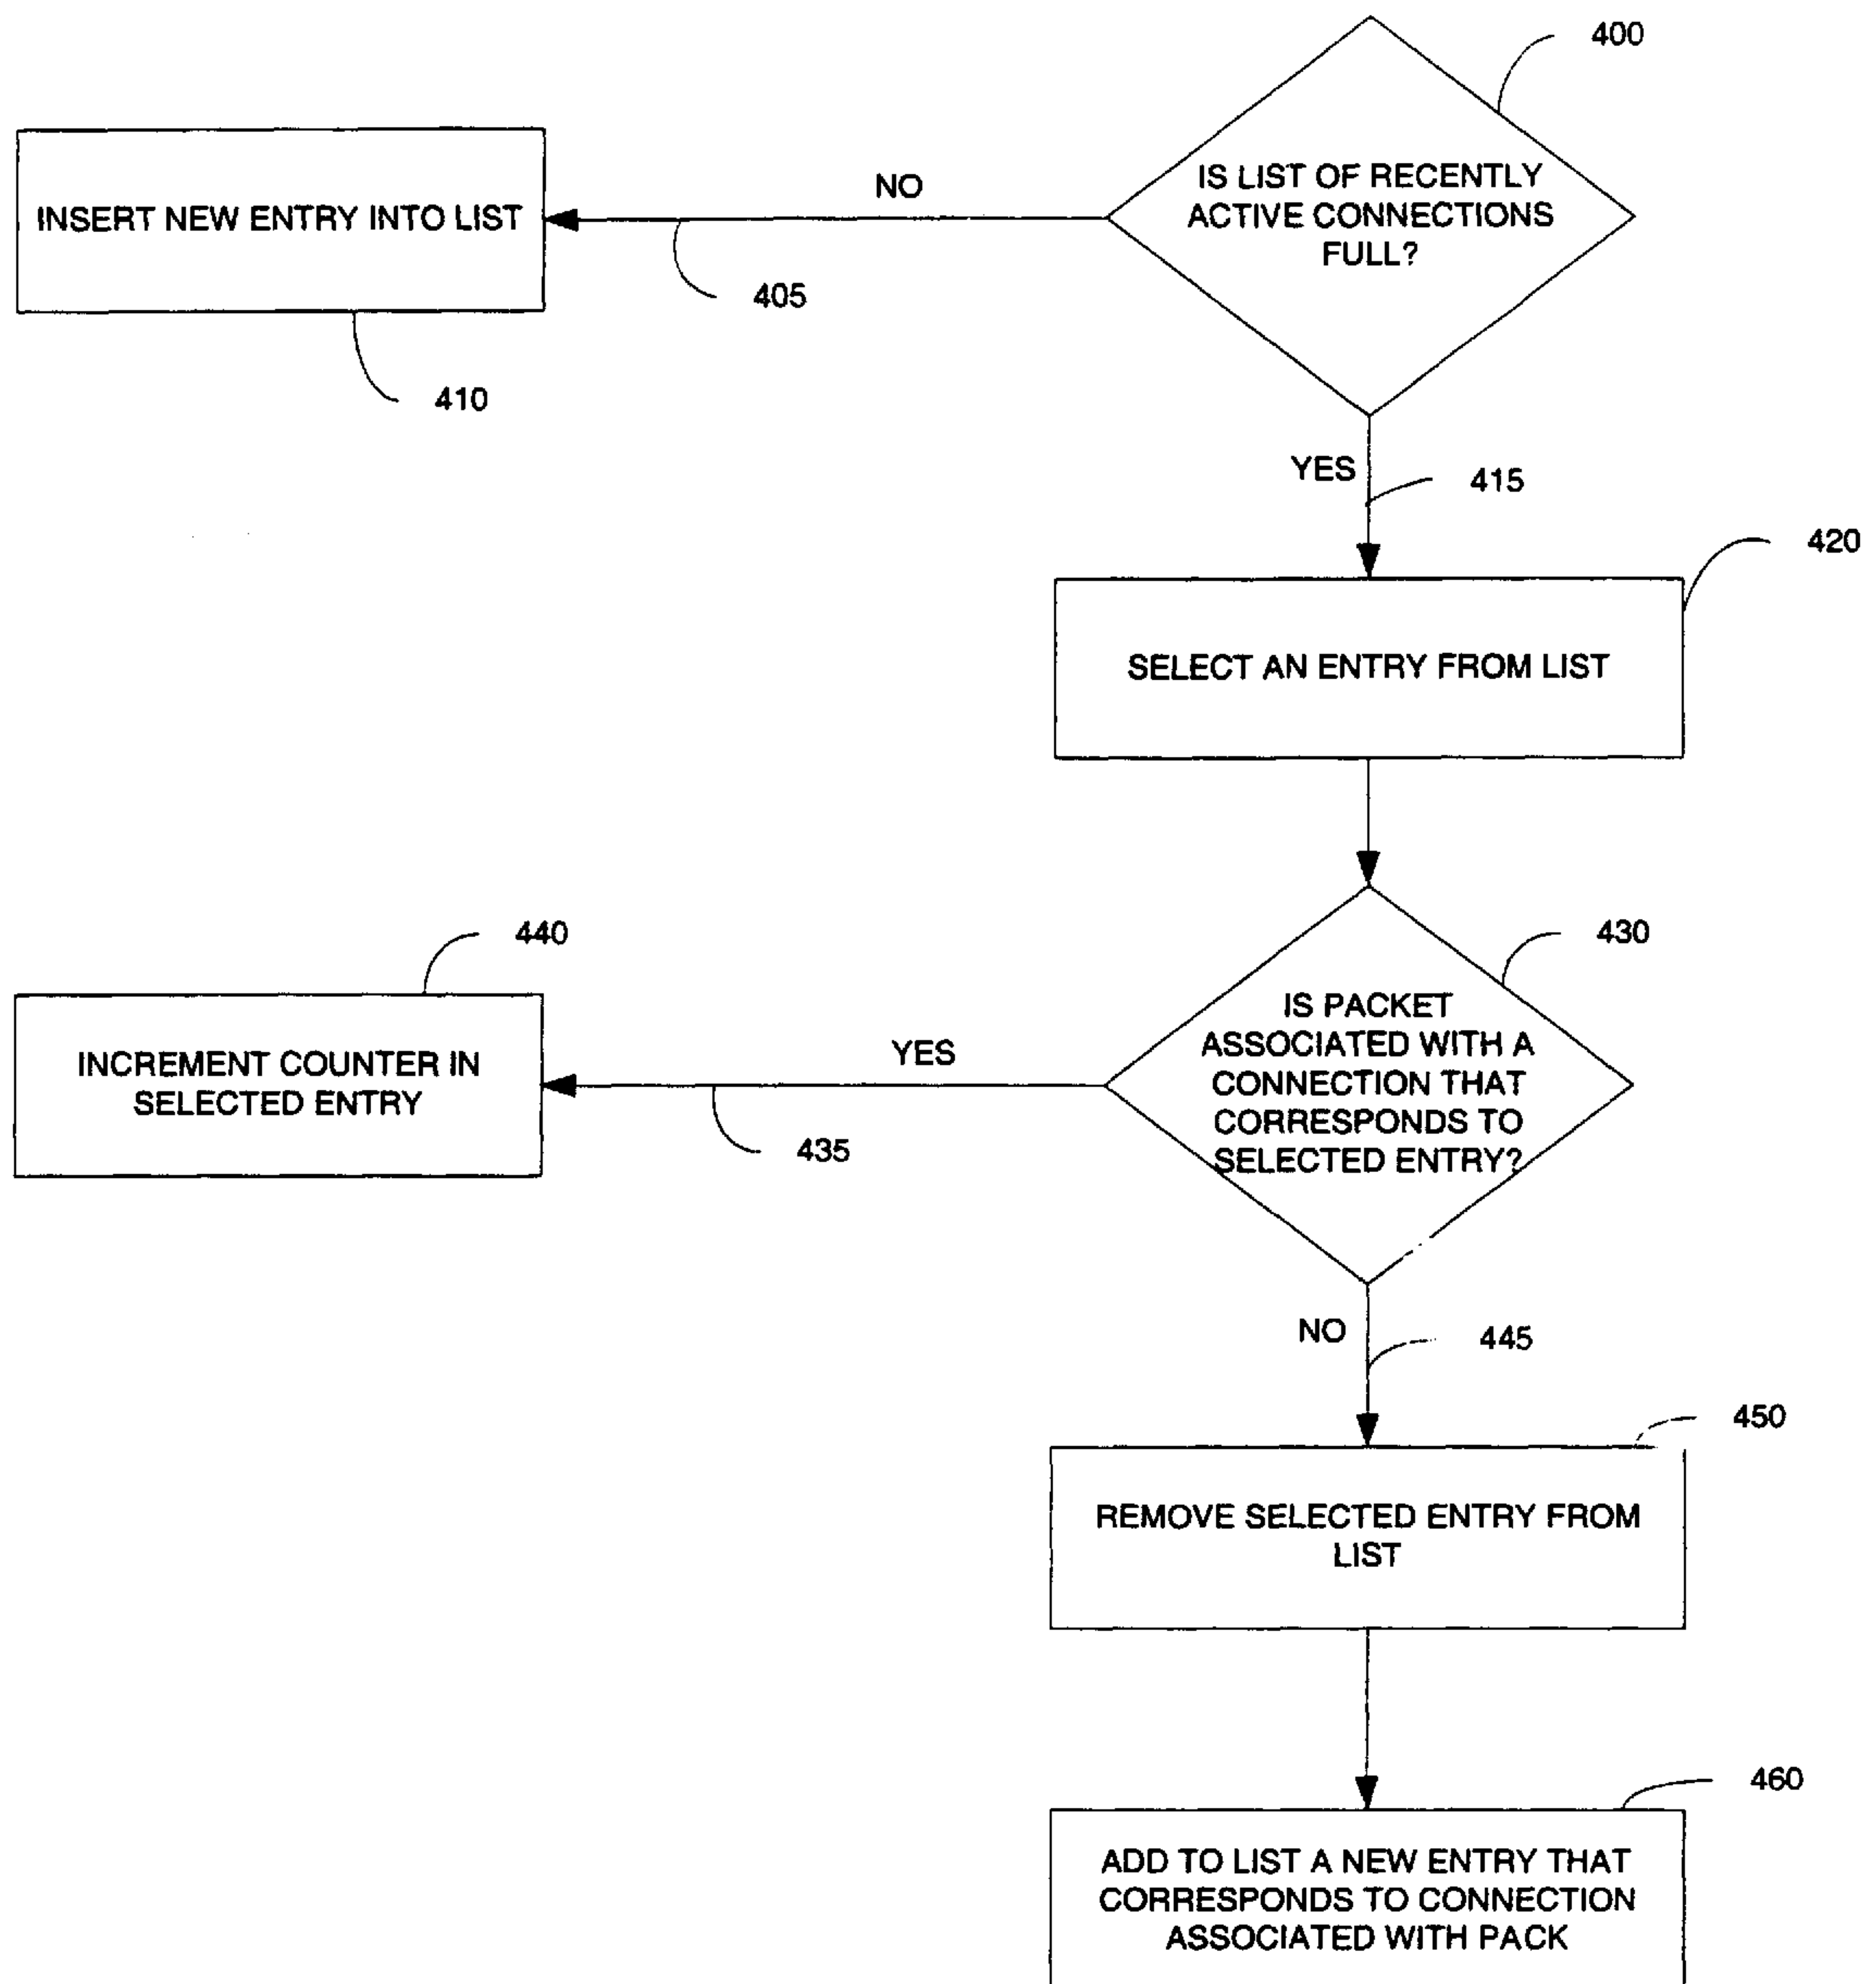 400
IS LIST OF RECENTLY
ACTIVE CONNECTIONS
FULL?
NO
INSERT NEW ENTRY INTO LIST
405
410
YES
415
420
SELECT AN ENTRY FROM LIST
430
440
IS PACKET
ASSOCIATED WITH A
CONNECTION THAT
CORRESPONDS TO
SELECTED ENTRY?
YES
INCREMENT COUNTER IN
SELECTED ENTRY
435
NO
445
450
REMOVE SELECTED ENTRY FROM
LIST
460
ADD TO LIST A NEW ENTRY THAT
CORRESPONDS TO CONNECTION
ASSOCIATED WITH PACK